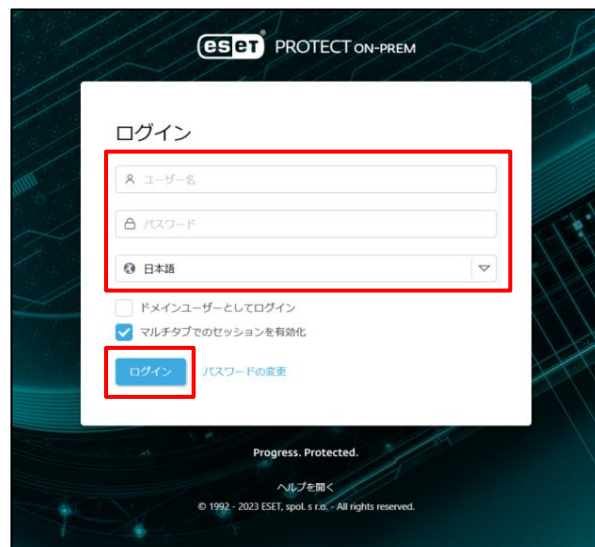 eset® PROTECT ON-PREM
ログイン
ユーザー名
パスワード
日本語
ドメインユーザーとしてログイン
マルチタブでのセッションを有効化
ログイン パスワードの変更
Progress. Protected.
ヘルプを開く
© 1992 - 2023 ESET, spol. s r.o. - All rights reserved.